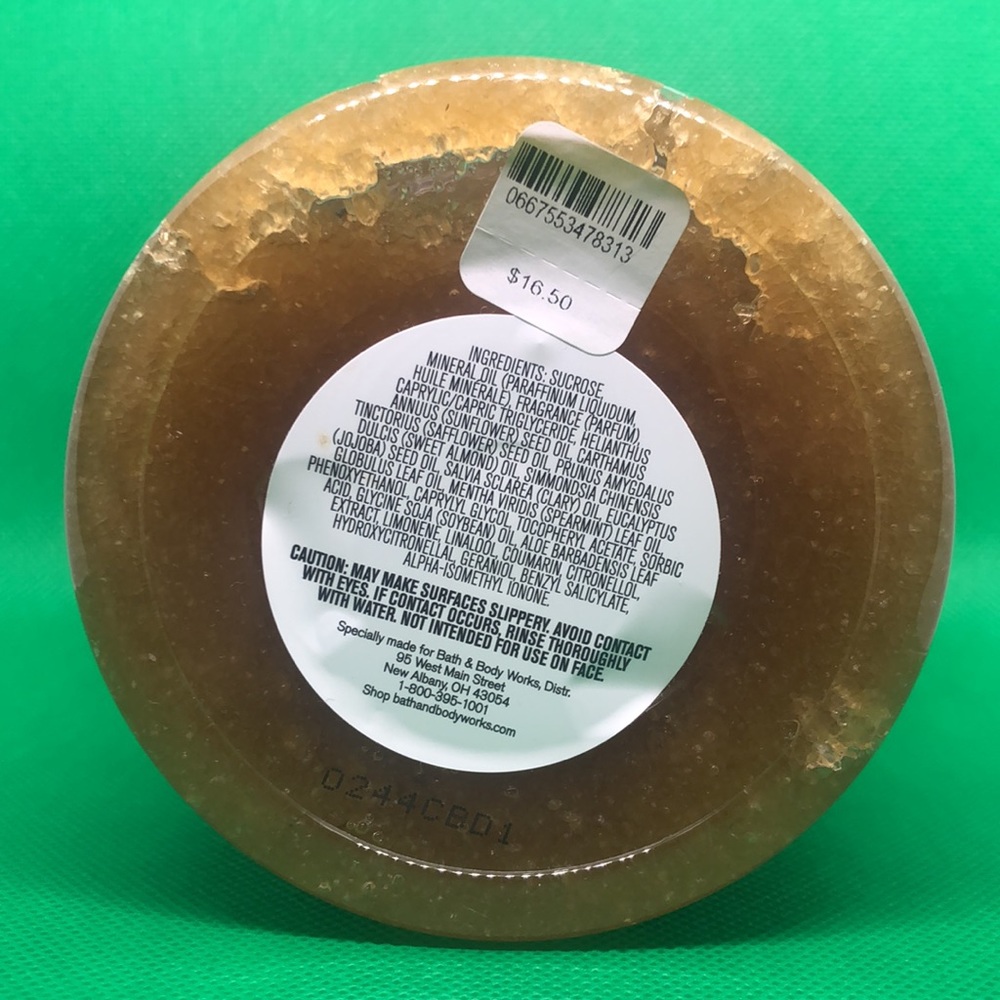 0667553478313
$16.50
INGREDIENTS: SUCROSE,
MINERAL OIL (PARAFFINUM LIQUIDUM,
HUILE MINERALE), FRAGRANCE (PARFUM),
CAPRYLIC/CAPRIC TRIGLYCERIDE, HELIANTHUS
ANNUUS (SUNFLOWER) SEED OIL, CARTHAMUS
TINCTORIUS (SAFFLOWER) SEED OIL, PRUNUS AMYGDALUS
DULCIS (SWEET ALMOND) OIL, SIMMONDSIA CHINENSIS
(JOJOBA) SEED OIL, SALVIA SCLAREA (CLARY) OIL, EUCALYPTUS
GLOBULUS LEAF OIL, MENTHA VIRIDIS (SPEARMINT) LEAF OIL,
PHENOXYETHANOL, CAPRYLYL GLYCOL, TOCOPHERYL ACETATE, SORBIC
ACID, GLYCINE SOJA (SOYBEAN) OIL, ALOE BARBADENSIS LEAF
EXTRACT, LIMONENE, LINALOOL, COUMARIN, CITRONELLOL,
HYDROXYCITRONELLAL, GERANIOL, BENZYL SALICYLATE,
ALPHA-ISOMETHYL IONONE.
CAUTION: MAY MAKE SURFACES SLIPPERY. AVOID CONTACT
WITH EYES. IF CONTACT OCCURS, RINSE THOROUGHLY
WITH WATER. NOT INTENDED FOR USE ON FACE.
Specially made for Bath & Body Works, Distr.
95 West Main Street
New Albany, OH 43054
1-800-395-1001
Shop bathandbodyworks.com
0244CBD1